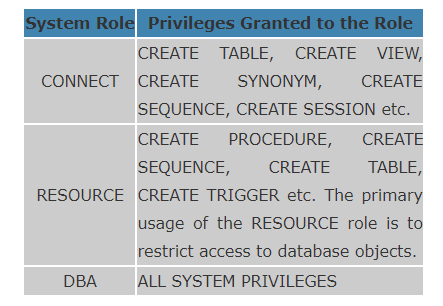 System Role Privileges Granted to the Role
CREATE TABLE, CREATE VIEW,
CONNECT CREATE SYNONYM, CREATE
SEQUENCE, CREATE SESSION etc.
CREATE PROCEDURE, CREATE
SEQUENCE, CREATE TABLE,
RESOURCE CREATE TRIGGER etc. The primary
usage of the RESOURCE role is to
restrict access to database objects.
DBA ALL SYSTEM PRIVILEGES